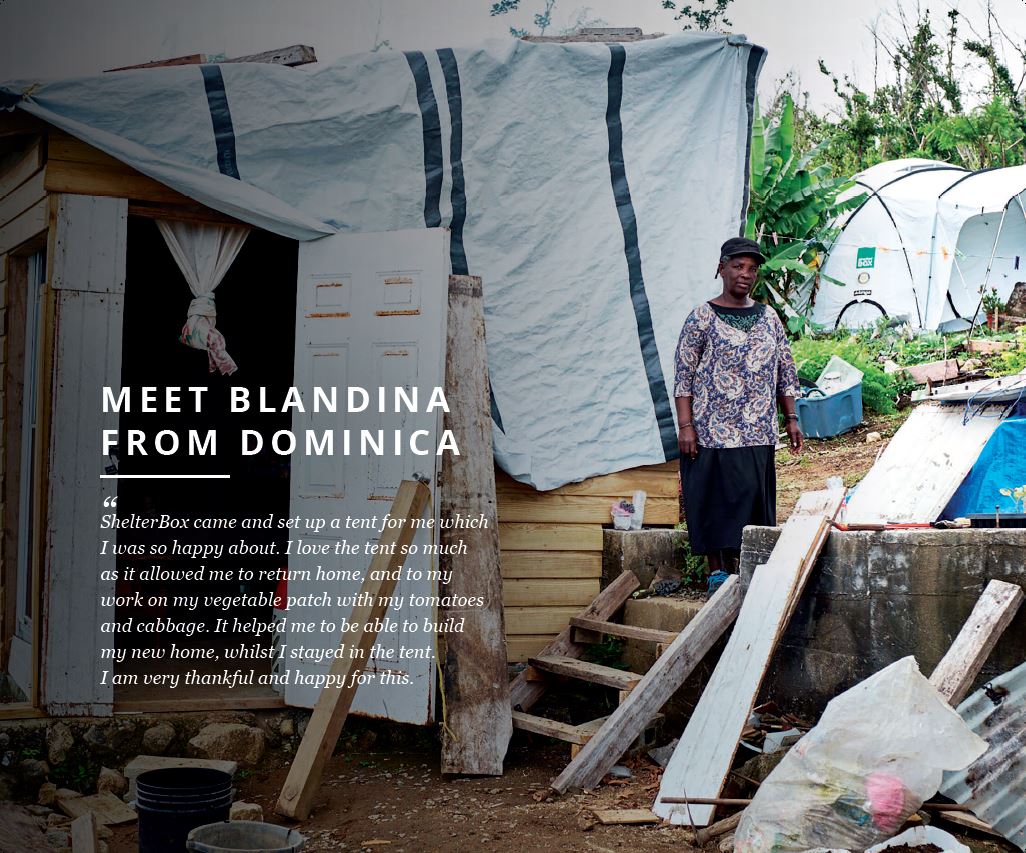 MEET BLANDINA
FROM DOMINICA
“
ShelterBox came and set up a tent for me which
I was so happy about. I love the tent so much
as it allowed me to return home, and to my
work on my vegetable patch with my tomatoes
and cabbage. It helped me to be able to build
my new home, whilst I stayed in the tent.
I am very thankful and happy for this.